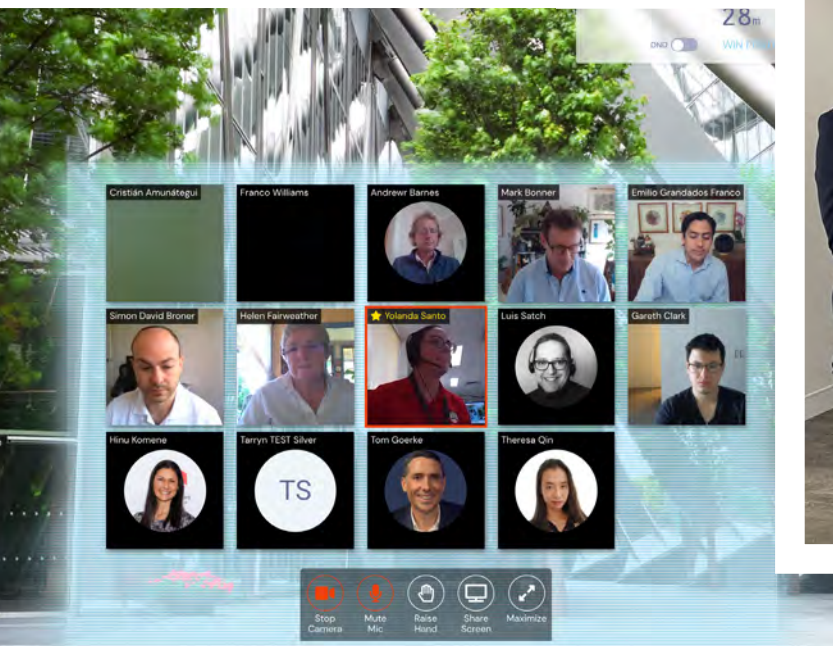 28m
DND
WIN
Cristián Amunátegui
Franco Williams
Andrewr Barnes
Mark Bonner
Emilio Grandados Franco
Simon David Broner
Helen Fairweather
Yolanda Santo
Luis Satch
Gareth Clark
Hinu Komene
Tarryn TEST Silver
Tom Goerke
Theresa Qin
TS
Stop Camera
Mute Mic
Raise Hand
Share Screen
Maximize